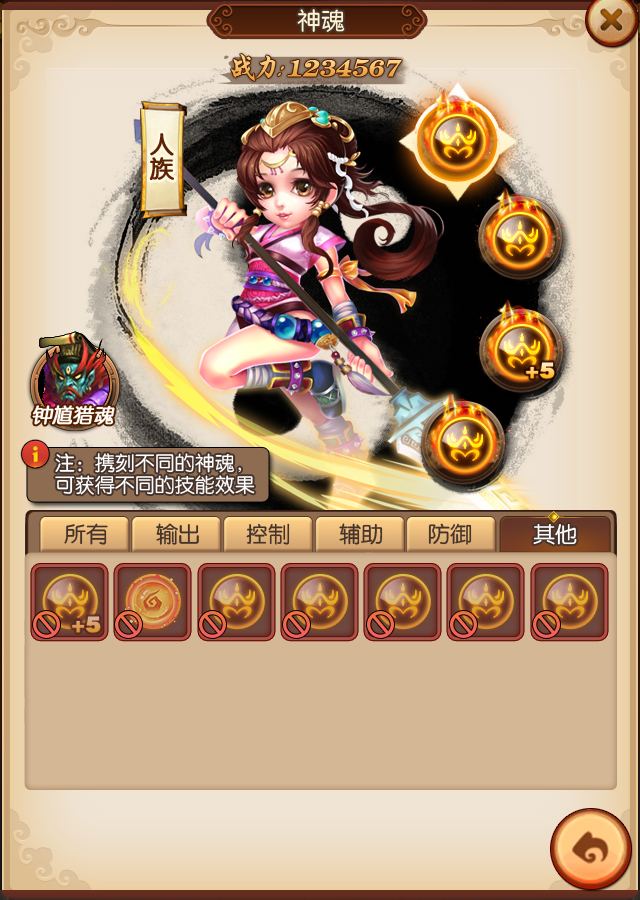 神魂
战力:1234567
人族
+5
钟馗猎魂
注：携刻不同的神魂，
可获得不同的技能效果
所有 输出 控制 辅助 防御 其他
+5